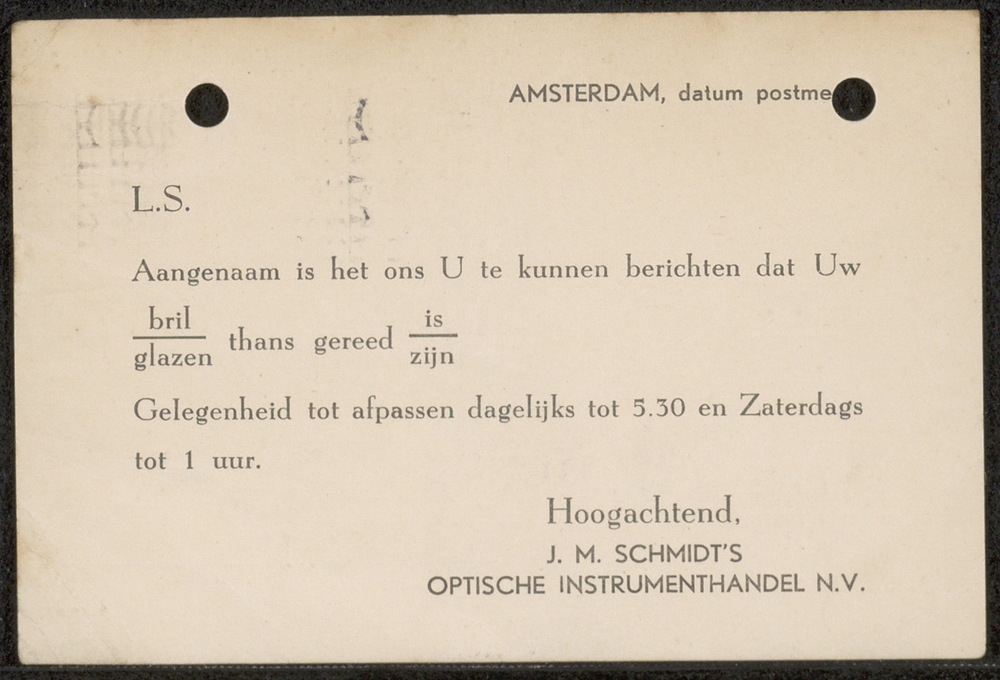 AMSTERDAM, datum postme
L.S.
Aangenaam is het ons U te kunnen berichten dat Uw
bril
glazen thans gereed is
zijn
Gelegenheid tot afpassen dagelijks tot 5.30 en Zaterdags
tot 1 uur.
Hoogachtend,
J. M. SCHMIDT'S
OPTISCHE INSTRUMENTHANDEL N.V.